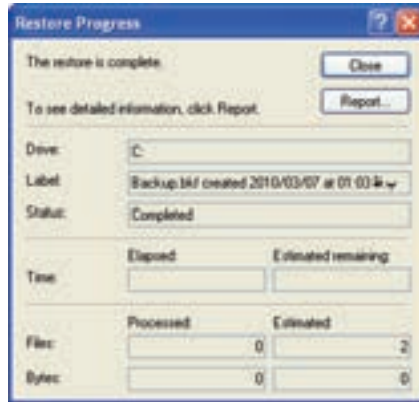 Restore Progress
The restore is complete.
Close
To see detailed information, click Report.
Report...
Drive: C:
Label: Backup.bkf created 2010/03/07 at 01:03 ق.ظ
Status: Completed
Elapsed: Estimated remaining:
Time:
Processed: Estimated:
Files: 0 2
Bytes: 0 0